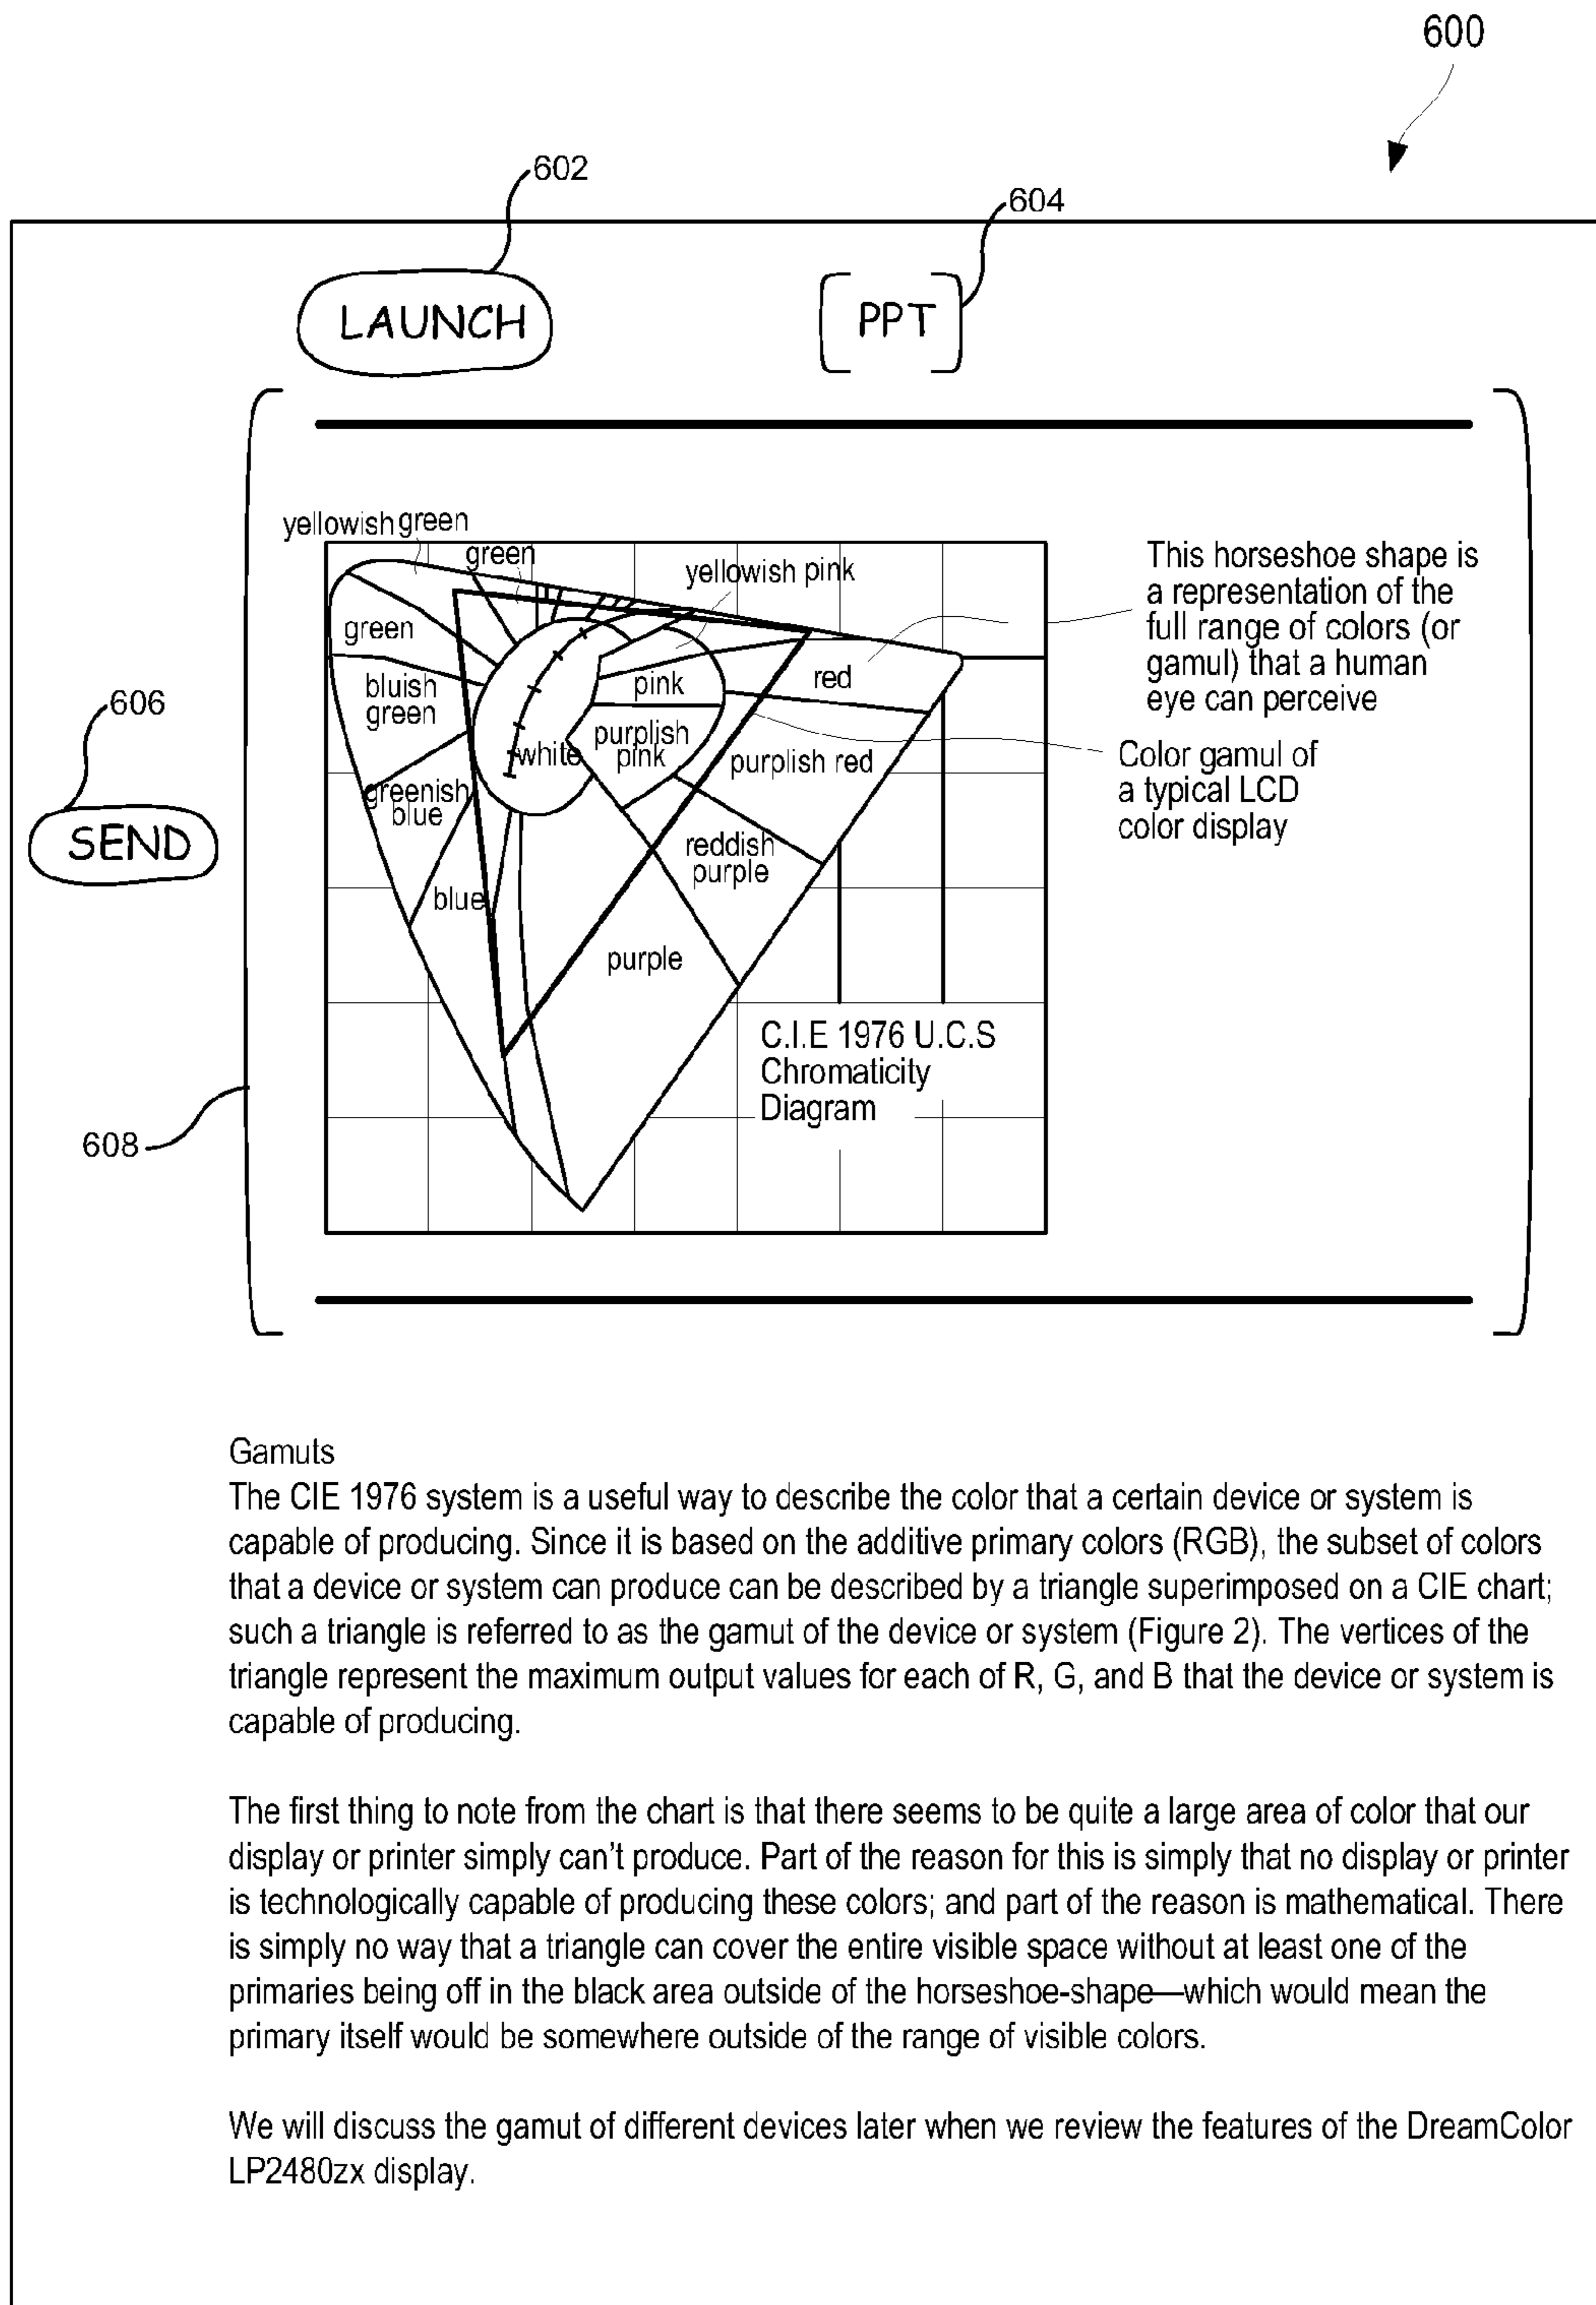 600
602
604
LAUNCH
PPT
yellowish green
green
yellowish pink
green
bluish
green
pink
red
purplish
pink
white
purplish red
greenish
blue
reddish
purple
blue
purple
C.I.E 1976 U.C.S
Chromaticity
Diagram
This horseshoe shape is
a representation of the
full range of colors (or
gamul) that a human
eye can perceive
Color gamul of
a typical LCD
color display
606
SEND
608
Gamuts
The CIE 1976 system is a useful way to describe the color that a certain device or system is
capable of producing. Since it is based on the additive primary colors (RGB), the subset of colors
that a device or system can produce can be described by a triangle superimposed on a CIE chart;
such a triangle is referred to as the gamut of the device or system (Figure 2). The vertices of the
triangle represent the maximum output values for each of R, G, and B that the device or system is
capable of producing.
The first thing to note from the chart is that there seems to be quite a large area of color that our
display or printer simply can't produce. Part of the reason for this is simply that no display or printer
is technologically capable of producing these colors; and part of the reason is mathematical. There
is simply no way that a triangle can cover the entire visible space without at least one of the
primaries being off in the black area outside of the horseshoe-shape—which would mean the
primary itself would be somewhere outside of the range of visible colors.
We will discuss the gamut of different devices later when we review the features of the DreamColor
LP2480zx display.